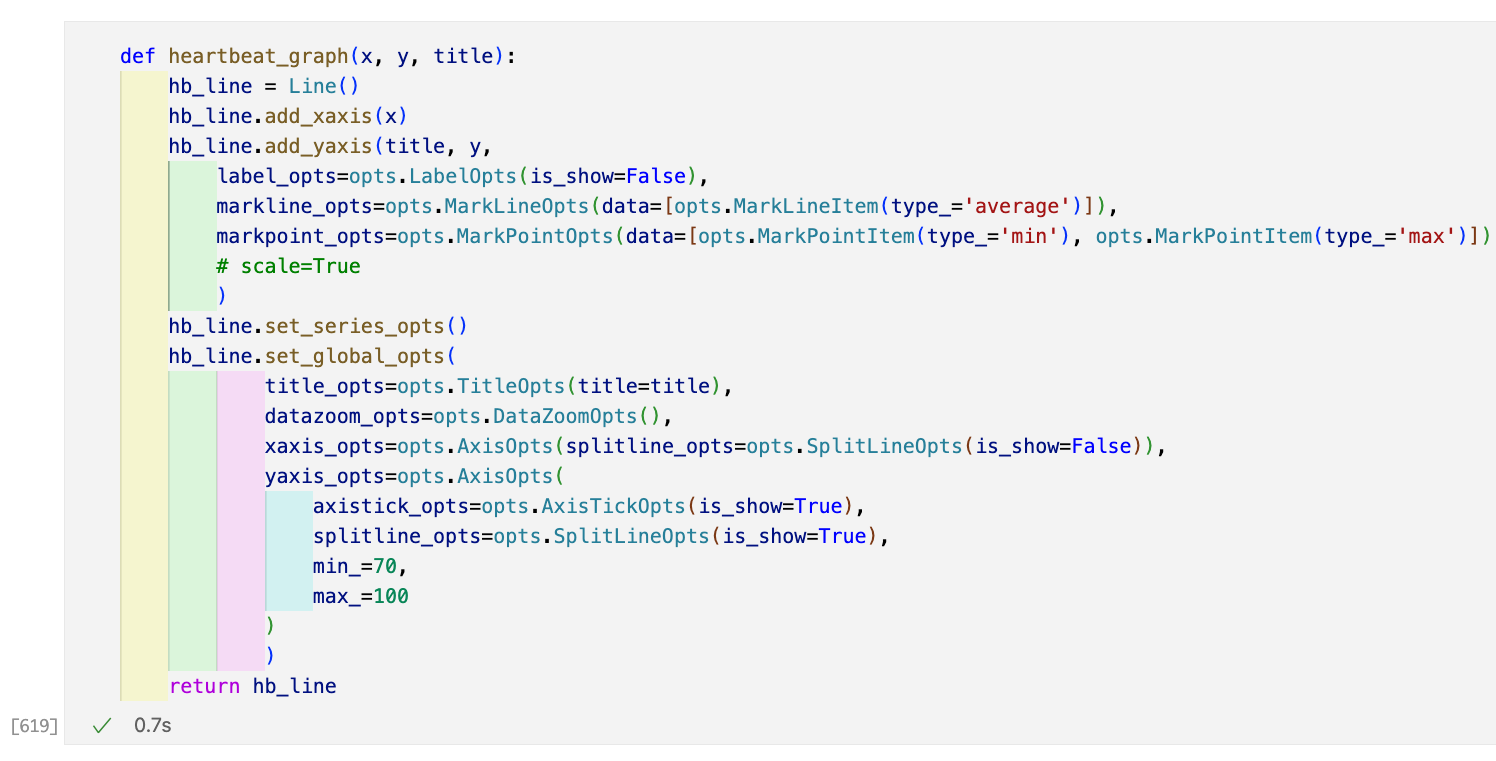 def heartbeat_graph(x, y, title):
    hb_line = Line()
    hb_line.add_xaxis(x)
    hb_line.add_yaxis(title, y,
        label_opts=opts.LabelOpts(is_show=False),
        markline_opts=opts.MarkLineOpts(data=[opts.MarkLineItem(type_='average')]),
        markpoint_opts=opts.MarkPointOpts(data=[opts.MarkPointItem(type_='min'), opts.MarkPointItem(type_='max')])
        # scale=True
        )
    hb_line.set_series_opts()
    hb_line.set_global_opts(
            title_opts=opts.TitleOpts(title=title),
            datazoom_opts=opts.DataZoomOpts(),
            xaxis_opts=opts.AxisOpts(splitline_opts=opts.SplitLineOpts(is_show=False)),
            yaxis_opts=opts.AxisOpts(
                axistick_opts=opts.AxisTickOpts(is_show=True),
                splitline_opts=opts.SplitLineOpts(is_show=True),
                min_=70,
                max_=100
            )
            )
    return hb_line
[619] ✓ 0.7s